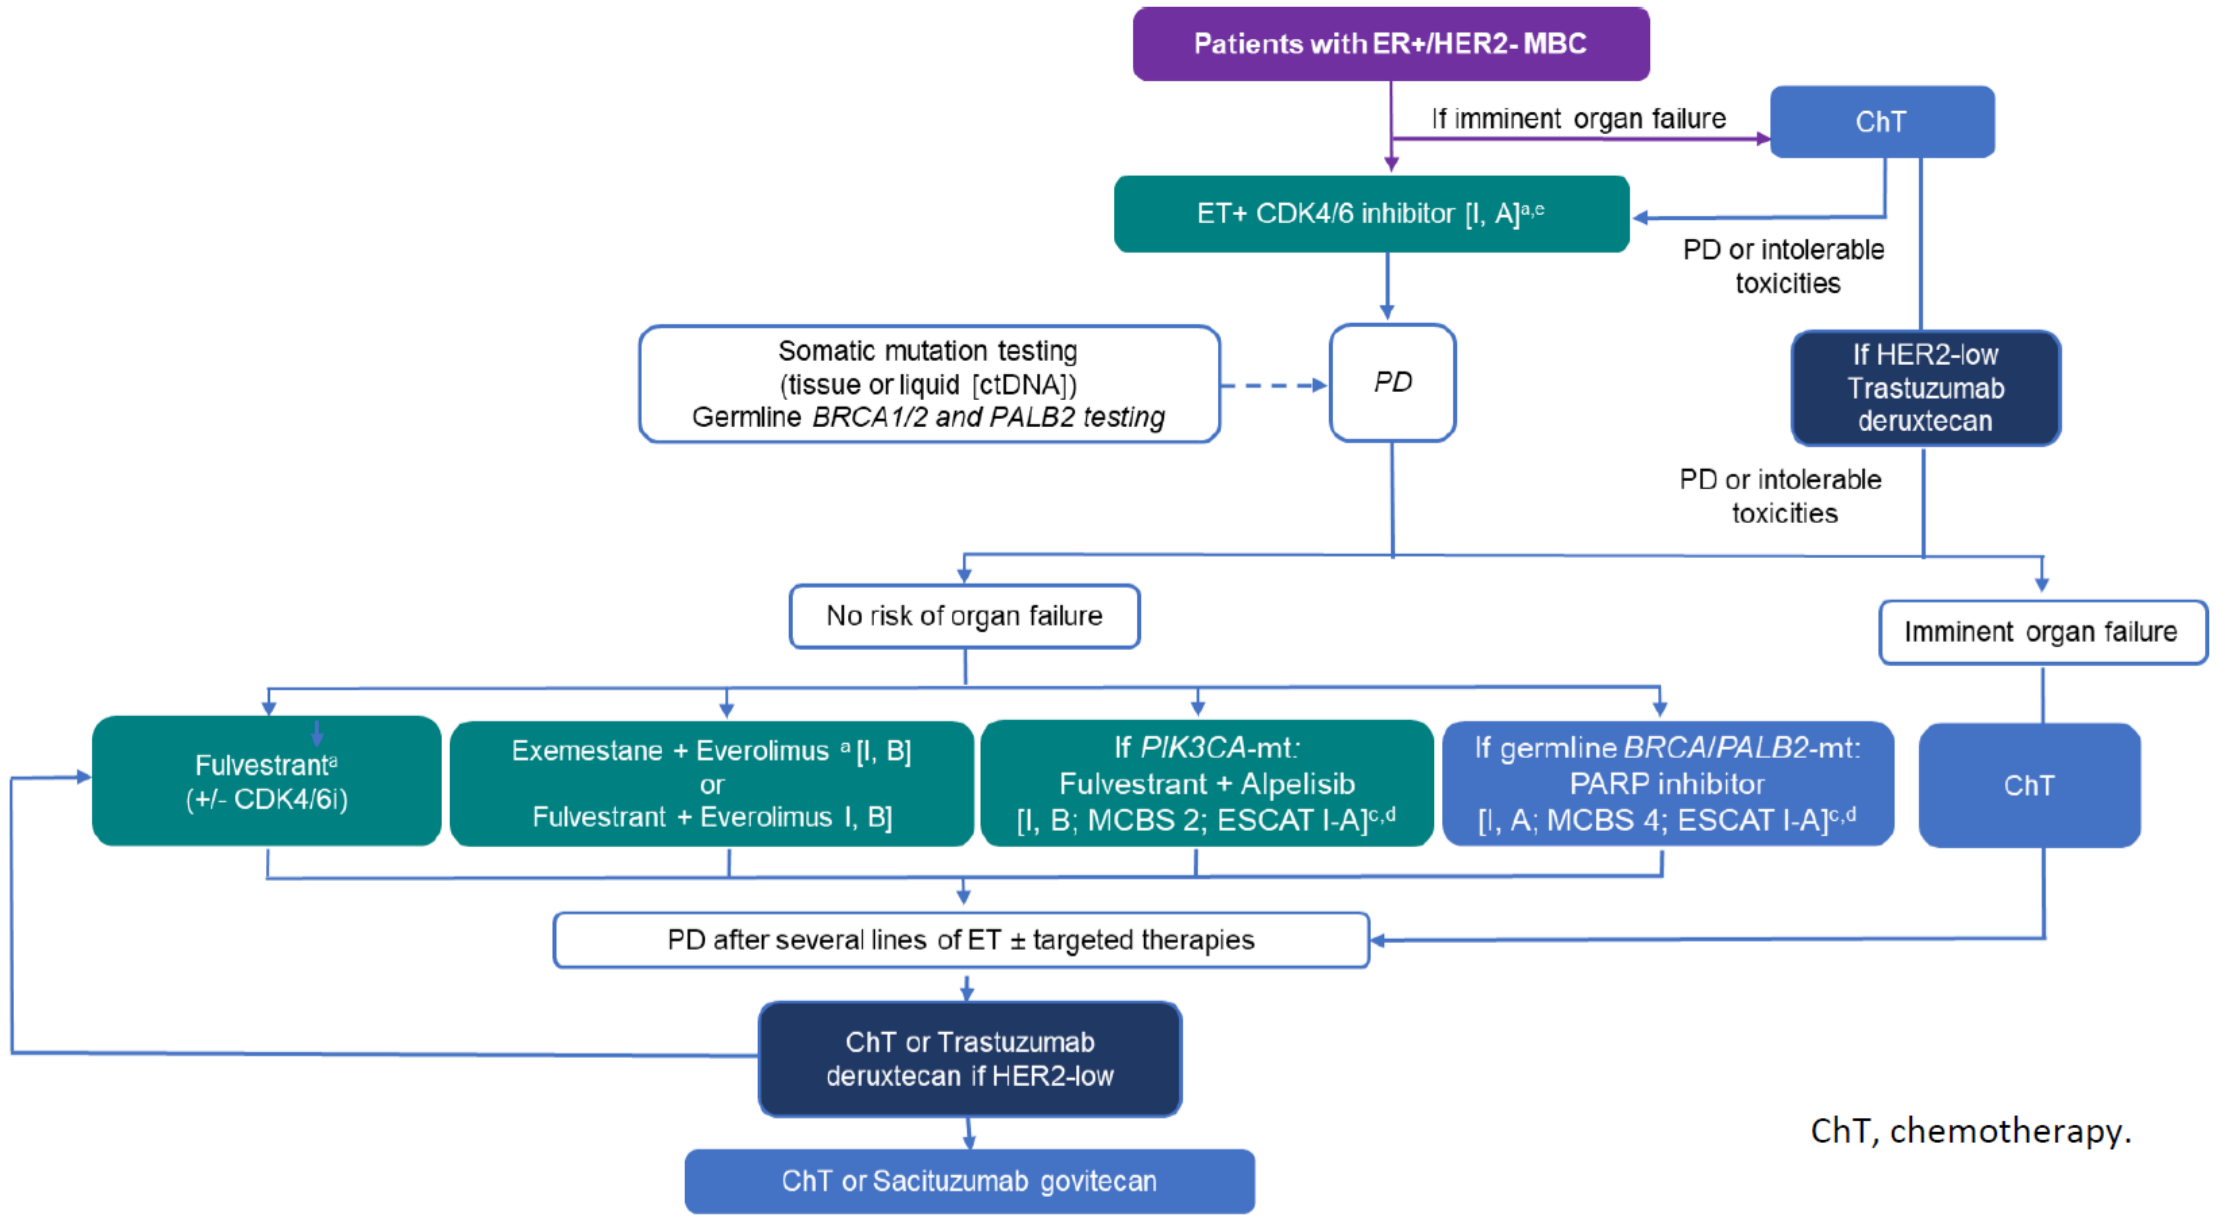 Patients with ER+/HER2- MBC
If imminent organ failure
ChT
ET+ CDK4/6 inhibitor [I, A]a,e
PD or intolerable
toxicities
Somatic mutation testing
(tissue or liquid [ctDNA])
Germline BRCA1/2 and PALB2 testing
PD
If HER2-low
Trastuzumab
deruxtecan
PD or intolerable
toxicities
No risk of organ failure
Imminent organ failure
Fulvestranta
(+/- CDK4/6i)
Exemestane + Everolimus a [I, B]
or
Fulvestrant + Everolimus I, B]
If PIK3CA-mt:
Fulvestrant + Alpelisib
[I, B; MCBS 2; ESCAT I-A]c,d
If germline BRCA/PALB2-mt:
PARP inhibitor
[I, A; MCBS 4; ESCAT I-A]c,d
ChT
PD after several lines of ET ± targeted therapies
ChT or Trastuzumab
deruxtecan if HER2-low
ChT or Sacituzumab govitecan
ChT, chemotherapy.